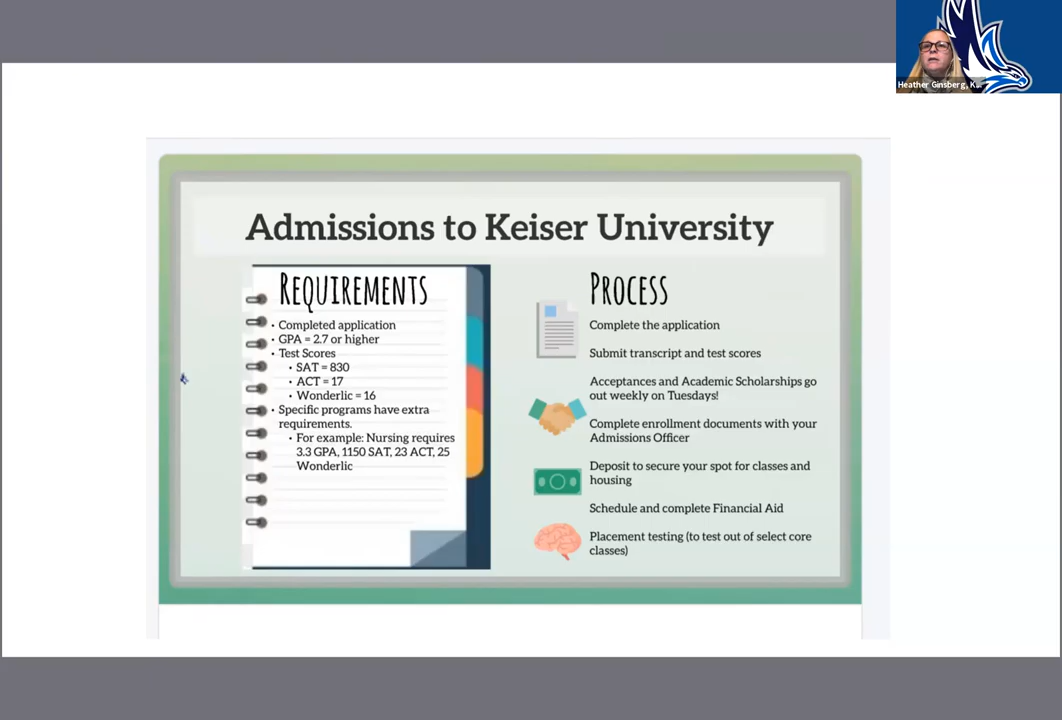 Heather Ginsberg, K...
Admissions to Keiser University
REQUIREMENTS
• Completed application
• GPA = 2.7 or higher
• Test Scores
• SAT = 830
• ACT = 17
• Wonderlic = 16
• Specific programs have extra
requirements.
• For example: Nursing requires
3.3 GPA, 1150 SAT, 23 ACT, 25
Wonderlic
PROCESS
Complete the application
Submit transcript and test scores
Acceptances and Academic Scholarships go
out weekly on Tuesdays!
Complete enrollment documents with your
Admissions Officer
Deposit to secure your spot for classes and
housing
Schedule and complete Financial Aid
Placement testing (to test out of select core
classes)